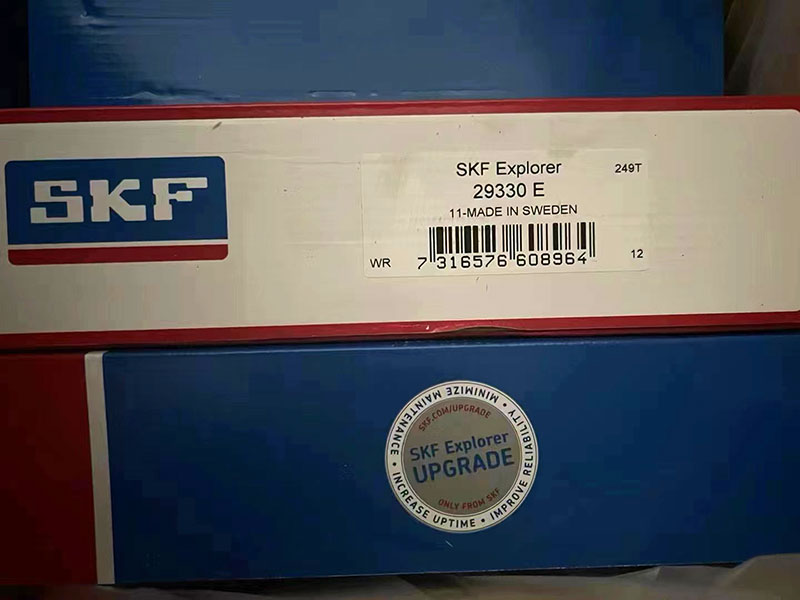 SKF
SKF Explorer
249T
29330 E
11-MADE IN SWEDEN
WR
7 316576 608964
12
MINIMIZE MAINTENANCE • INCREASE UPTIME • IMPROVE RELIABILITY •
SKF.COM/UPGRADE
SKF Explorer
UPGRADE
ONLY FROM SKF